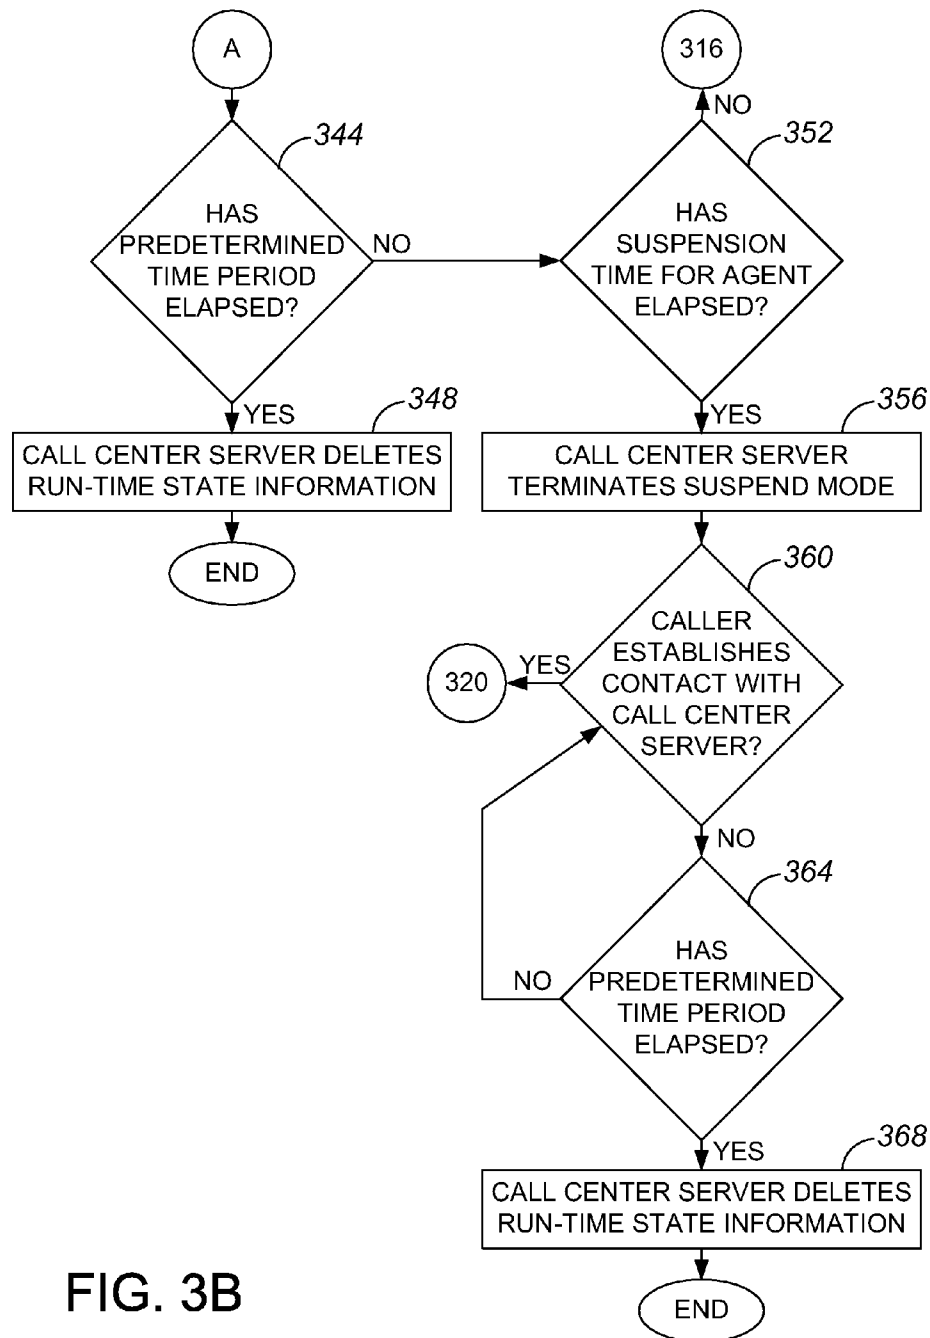 A
316
NO
344
352
HAS
PREDETERMINED
TIME PERIOD
ELAPSED?
NO
HAS
SUSPENSION
TIME FOR AGENT
ELAPSED?
YES
348
YES
356
CALL CENTER SERVER DELETES
RUN-TIME STATE INFORMATION
CALL CENTER SERVER
TERMINATES SUSPEND MODE
END
360
CALLER
ESTABLISHES
CONTACT WITH
CALL CENTER
SERVER?
YES
320
NO
364
HAS
PREDETERMINED
TIME PERIOD
ELAPSED?
NO
YES
368
CALL CENTER SERVER DELETES
RUN-TIME STATE INFORMATION
END
FIG. 3B